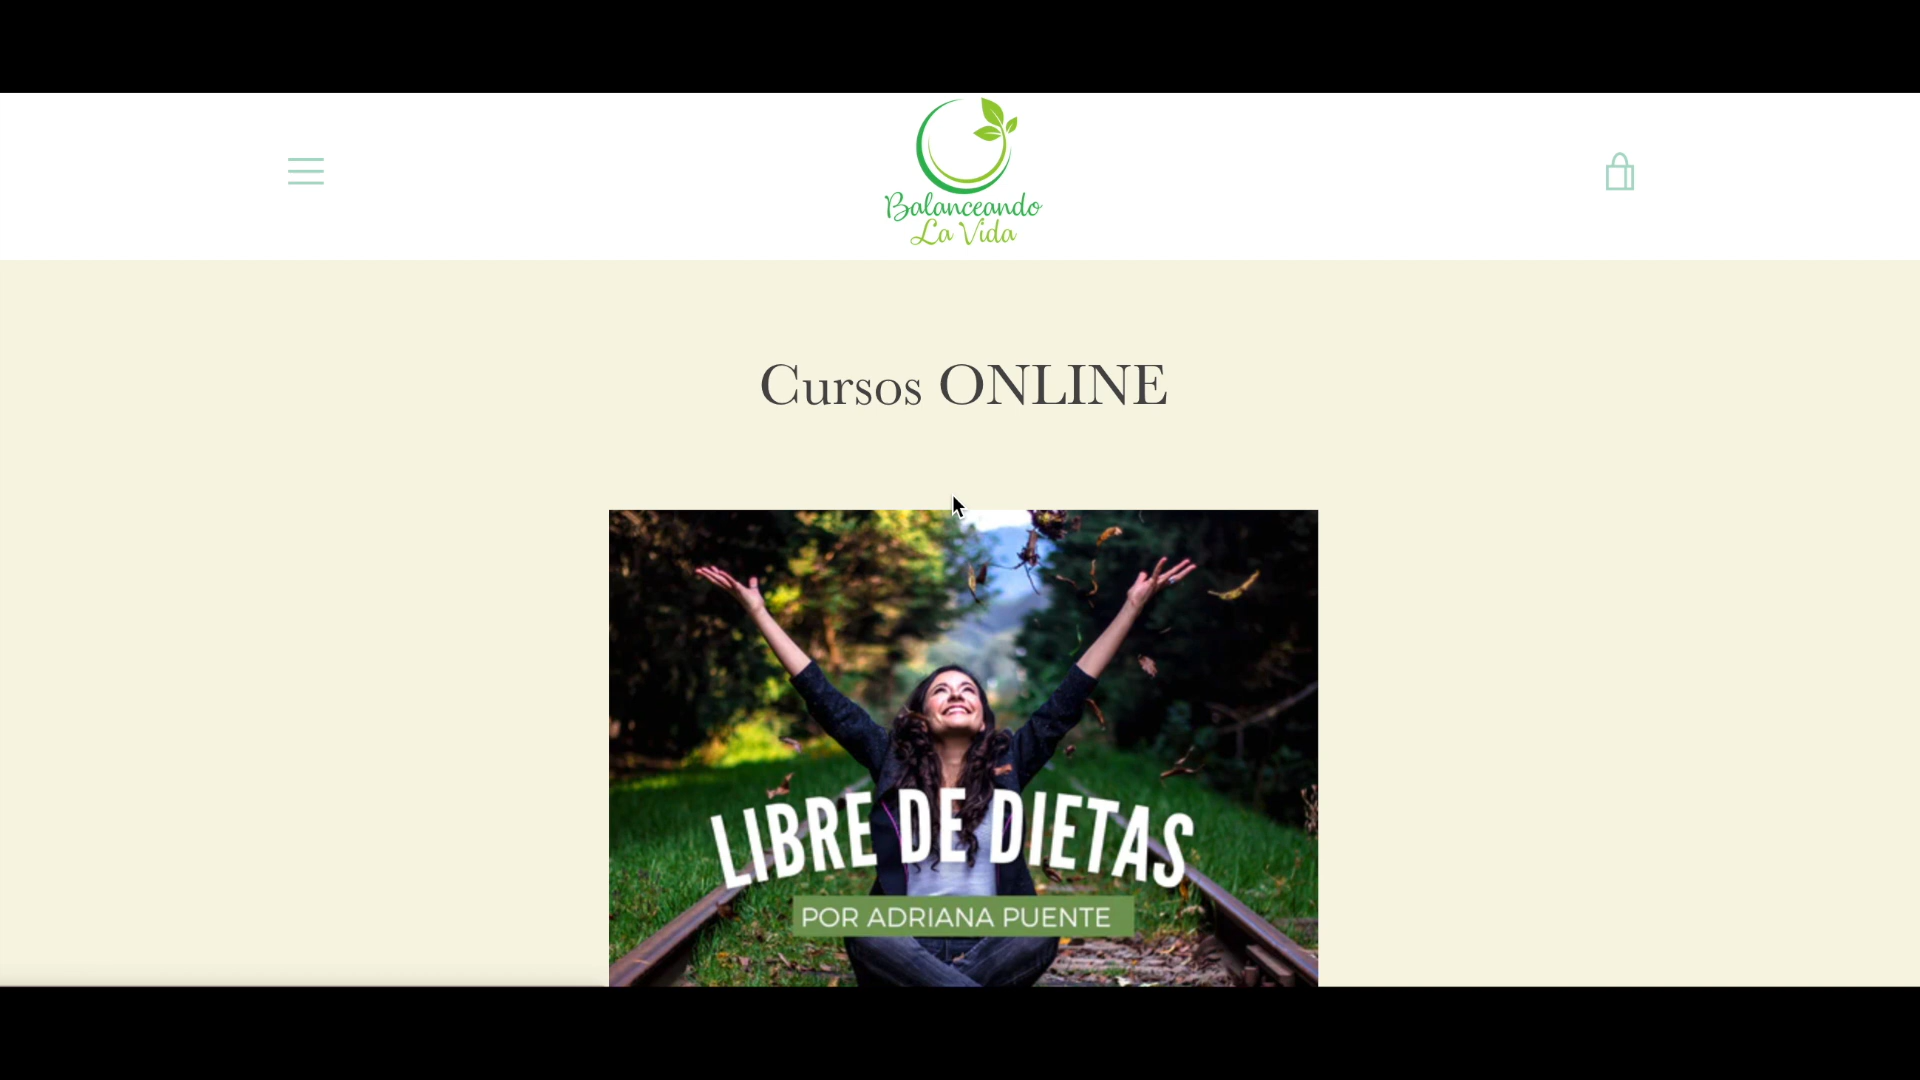 Balanceando
La Vida
Cursos ONLINE
LIBRE DE DIETAS
POR ADRIANA PUENTE